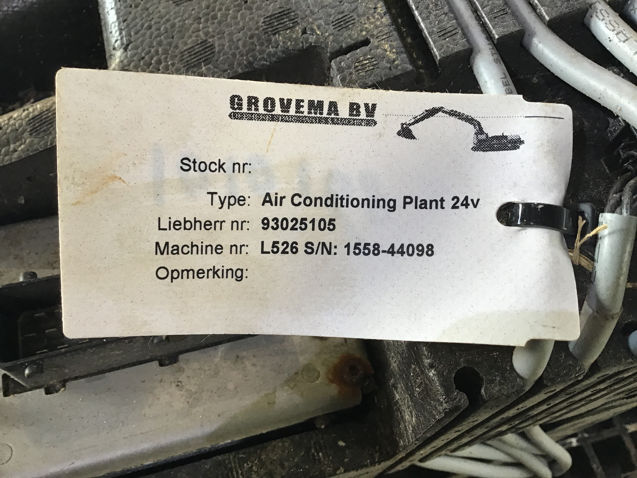 GROVEMA BV
Stock nr:
Type: Air Conditioning Plant 24v
Liebherr nr: 93025105
Machine nr: L526 S/N: 1558-44098
Opmerking: